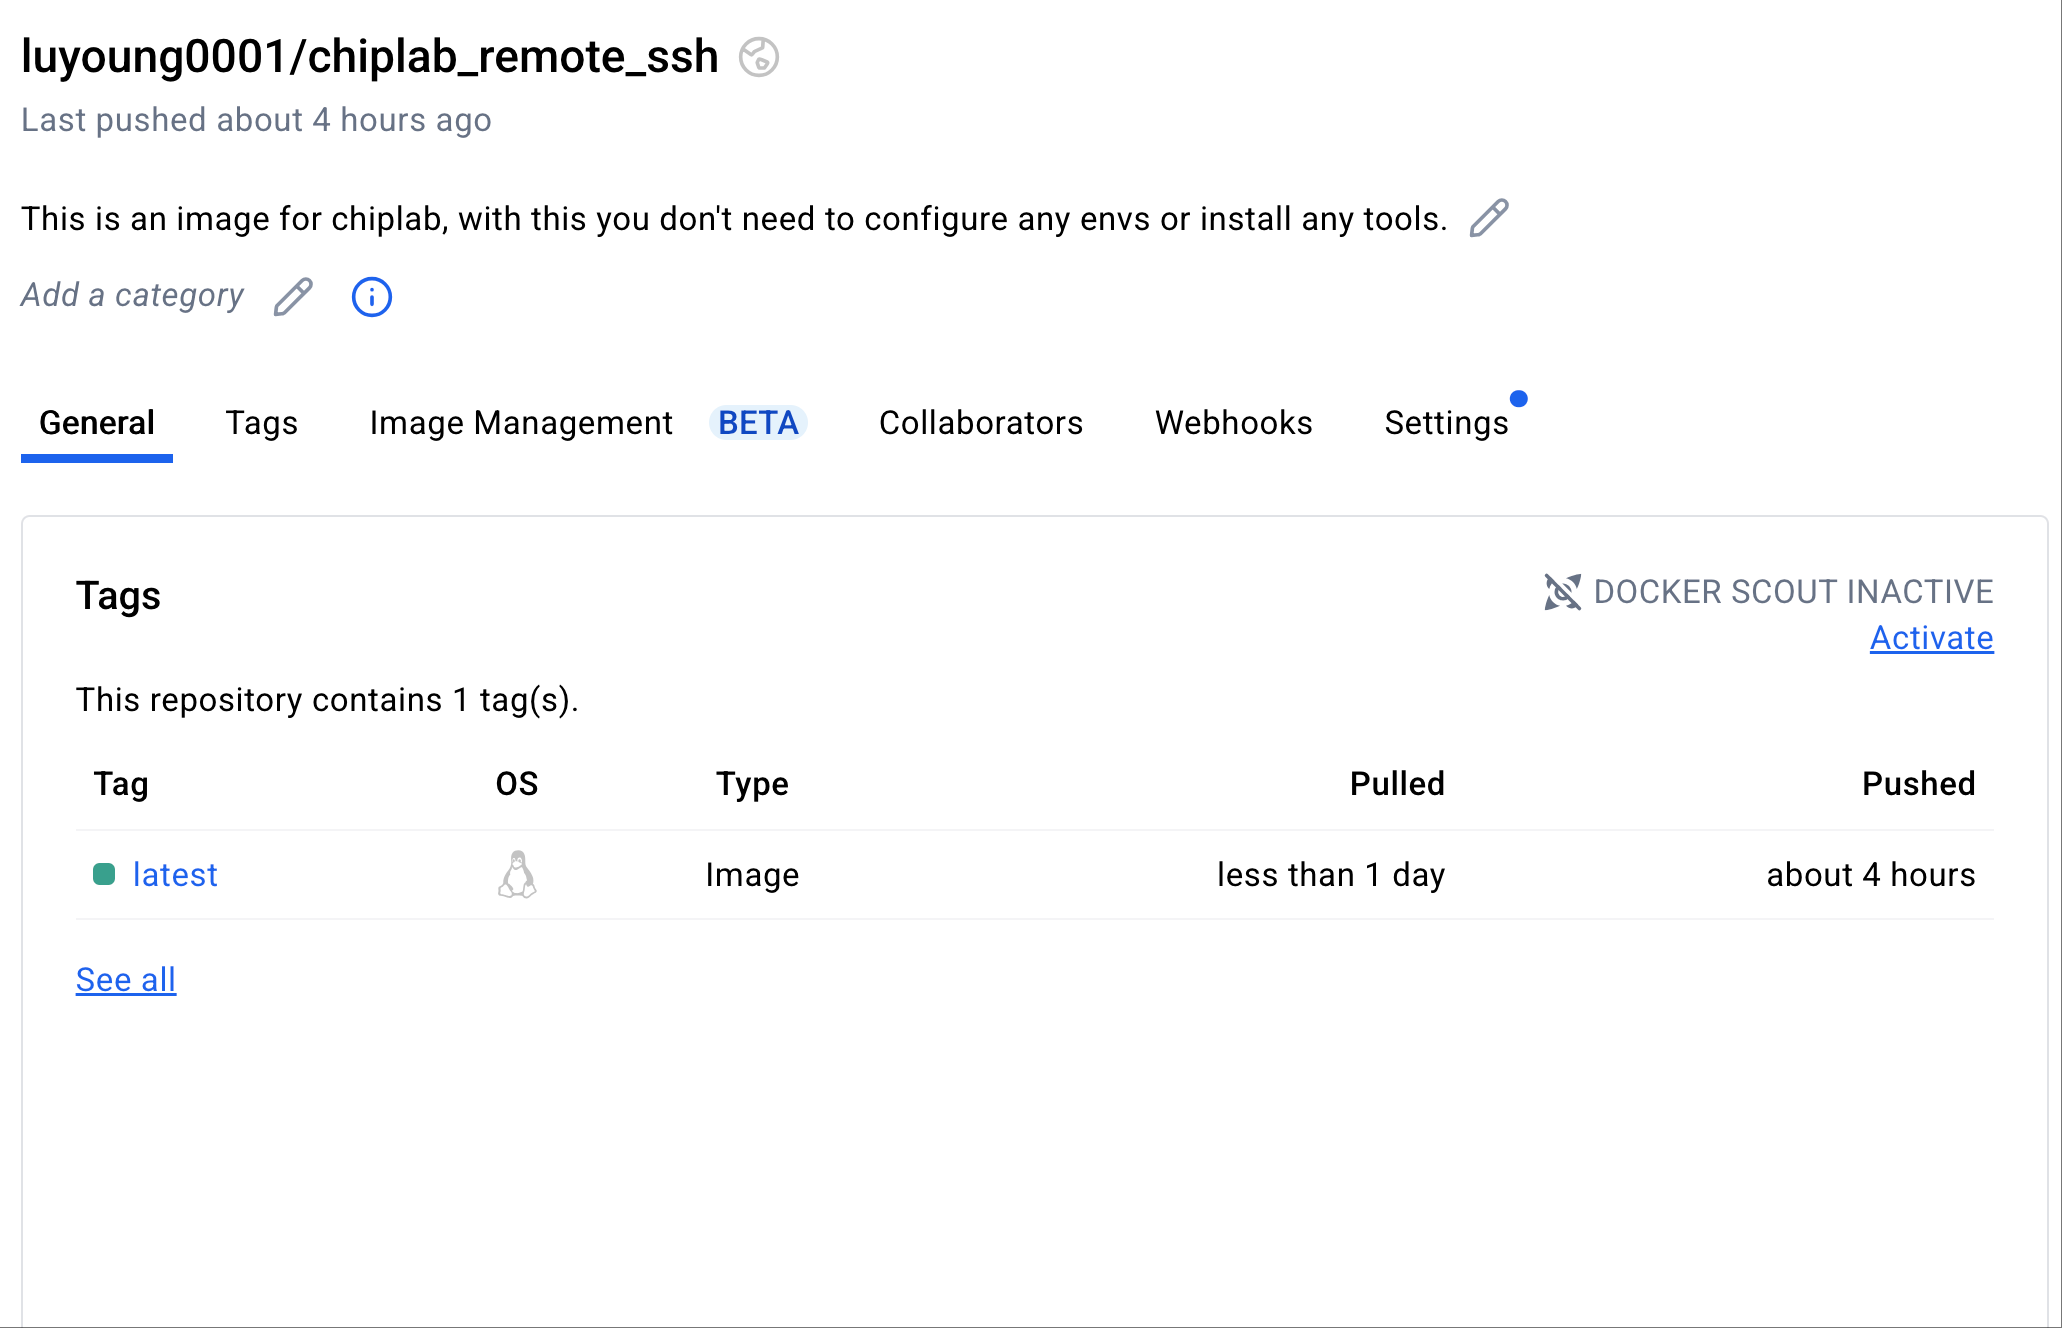 luyoung0001/chiplab_remote_ssh
Last pushed about 4 hours ago
This is an image for chiplab, with this you don't need to configure any envs or install any tools.
Add a category
General Tags Image Management BETA Collaborators Webhooks Settings
Tags
DOCKER SCOUT INACTIVE
Activate
This repository contains 1 tag(s).
Tag OS Type Pulled Pushed
latest Image less than 1 day about 4 hours
See all